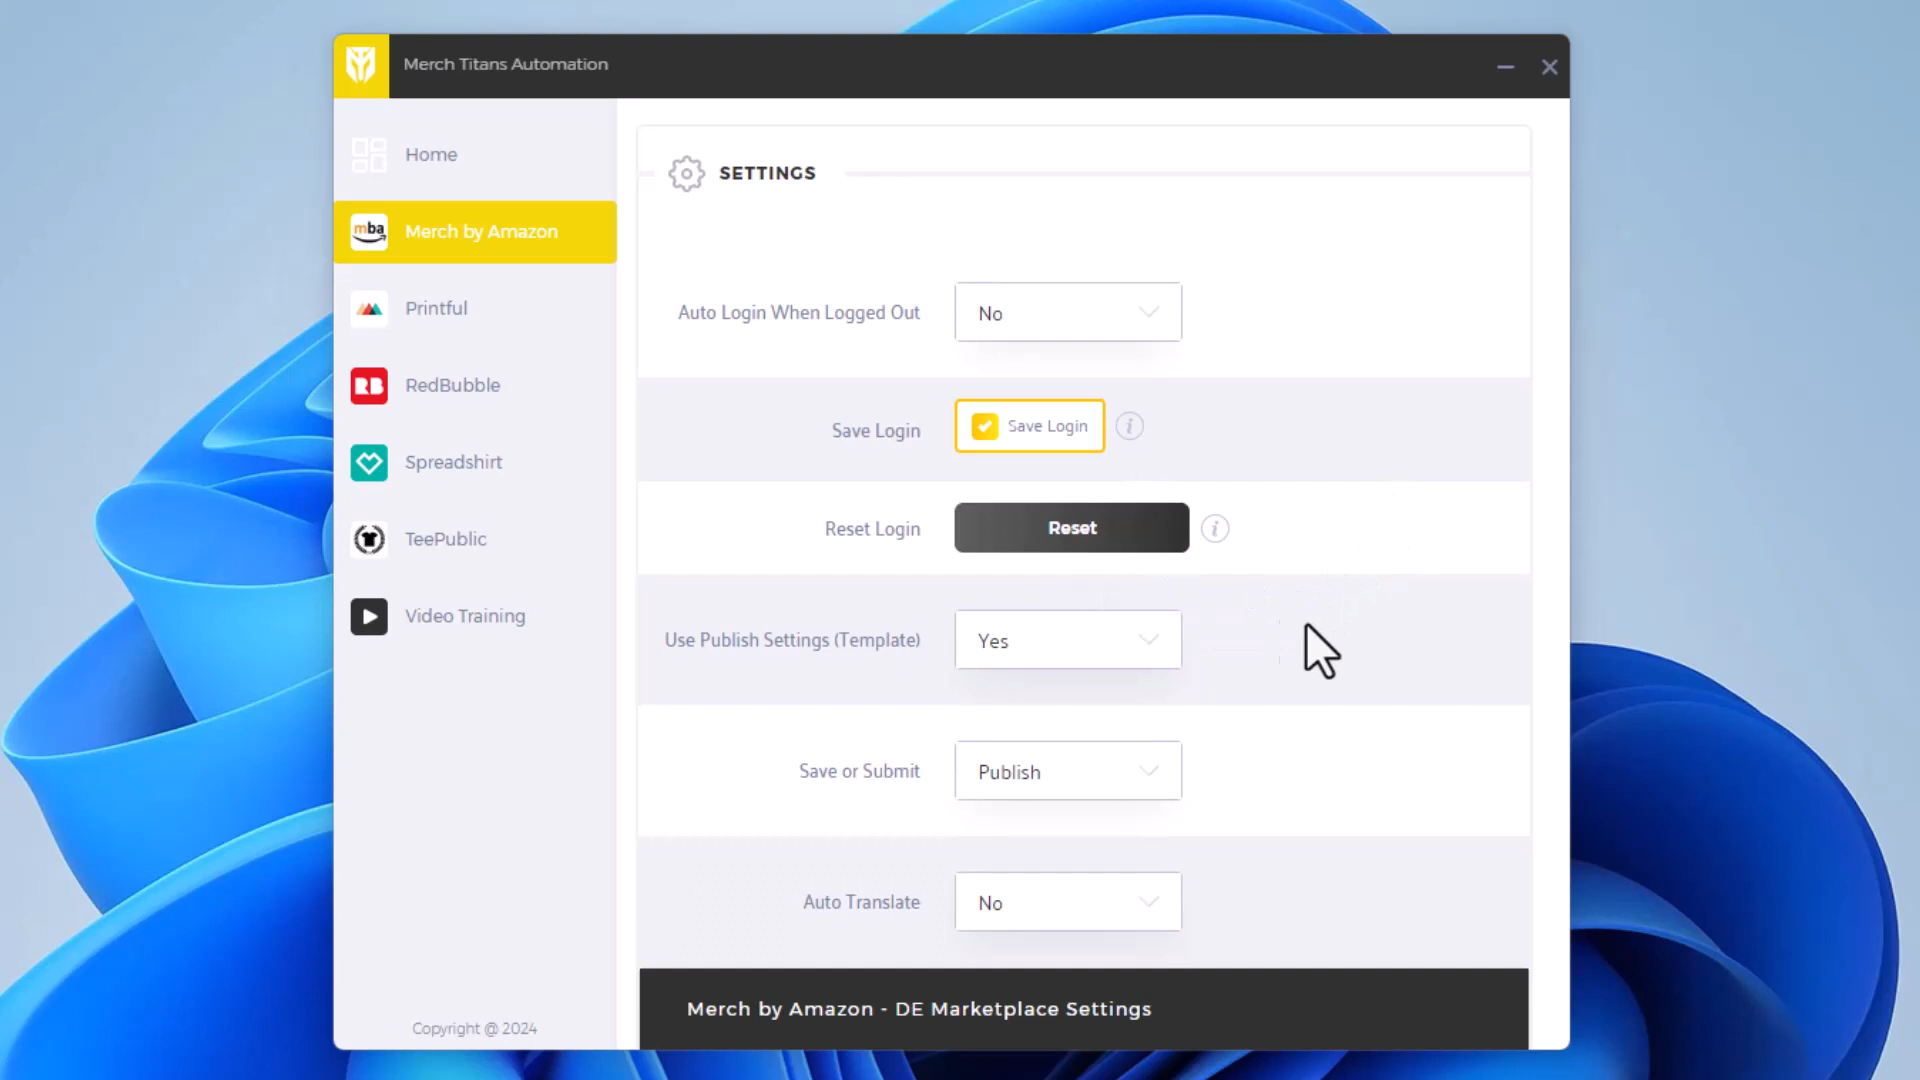 Merch Titans Automation
Home
mba
Merch by Amazon
Printful
RB
RedBubble
Spreadshirt
TeePublic
Video Training
Copyright @ 2024
SETTINGS
Auto Login When Logged Out
No
Save Login
Save Login
i
Reset Login
Reset
i
Use Publish Settings (Template)
Yes
Save or Submit
Publish
Auto Translate
No
Merch by Amazon - DE Marketplace Settings